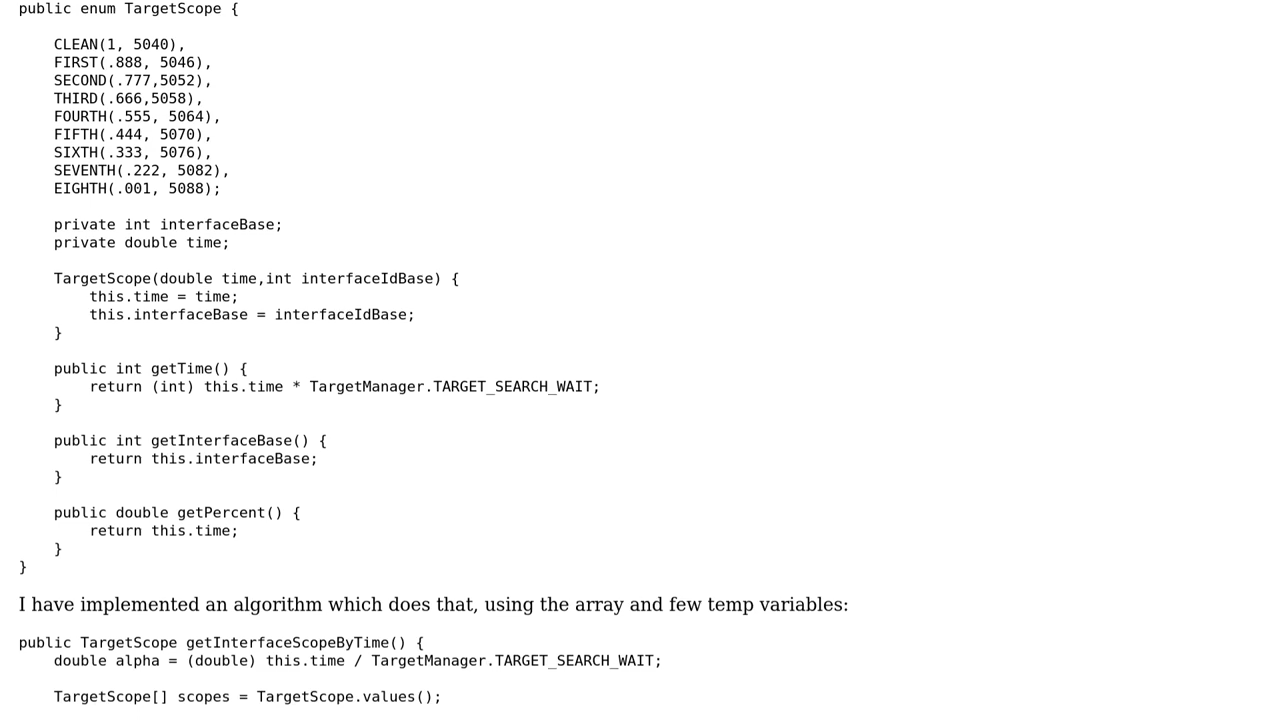 public enum TargetScope {
CLEAN(1, 5040),
FIRST(.888, 5046),
SECOND(.777,5052),
THIRD(.666,5058),
FOURTH(.555, 5064),
FIFTH(.444, 5070),
SIXTH(.333, 5076),
SEVENTH(.222, 5082),
EIGHTH(.001, 5088);
private int interfaceBase;
private double time;
TargetScope(double time,int interfaceIdBase) {
this.time = time;
this.interfaceBase = interfaceIdBase;
}
public int getTime() {
return (int) this.time * TargetManager.TARGET_SEARCH_WAIT;
}
public int getInterfaceBase() {
return this.interfaceBase;
}
public double getPercent() {
return this.time;
}
}
I have implemented an algorithm which does that, using the array and few temp variables:
public TargetScope getInterfaceScopeByTime() {
double alpha = (double) this.time / TargetManager.TARGET_SEARCH_WAIT;
TargetScope[] scopes = TargetScope.values();